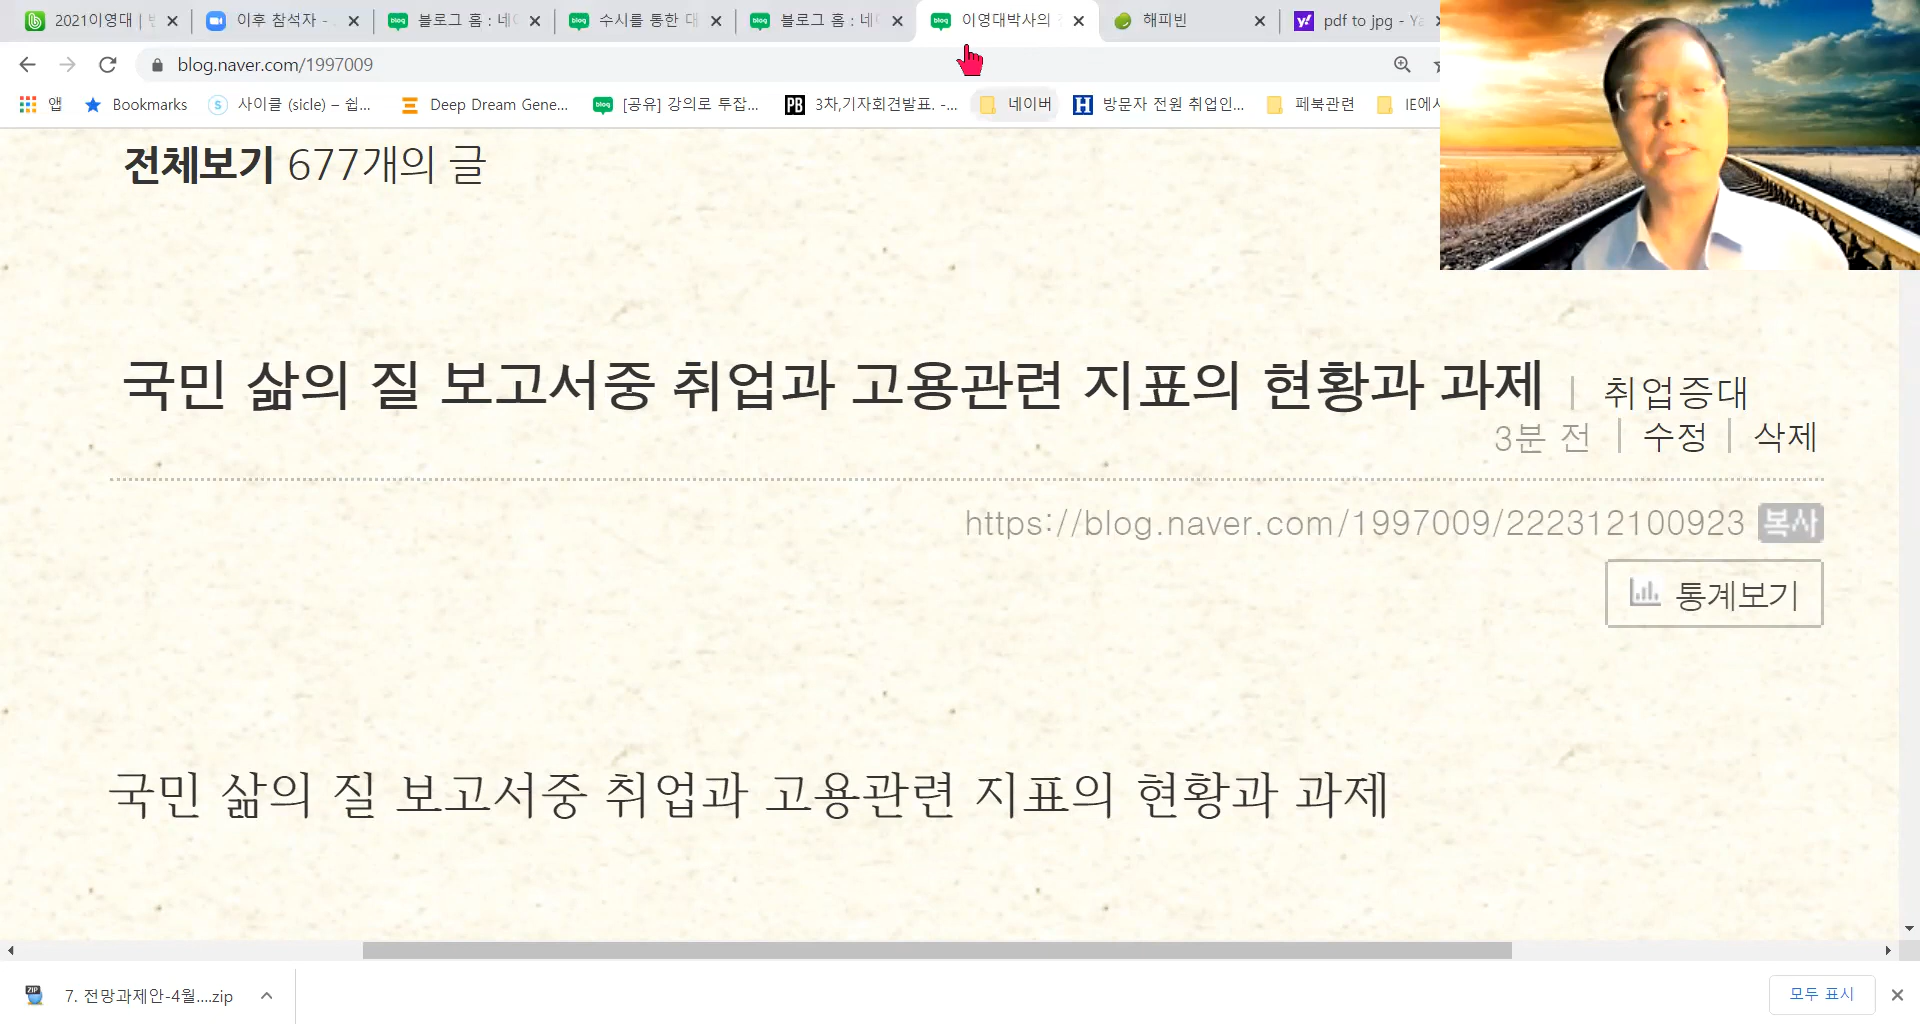 2021이영대
이후 참석자 -
블로그 홈 : 네이
수시를 통한 대
블로그 홈 : 네이
이영대박사의
해피빈
pdf to jpg - Ya
blog.naver.com/1997009
앱
Bookmarks
사이클 (sicle) – 쉽...
Deep Dream Gene...
[공유] 강의로 투잡...
3차,기자회견발표. -...
네이버
방문자 전원 취업인...
페북관련
IE에서
전체보기 677개의 글
국민 삶의 질 보고서중 취업과 고용관련 지표의 현황과 과제 | 취업증대
3분 전 | 수정 | 삭제
https://blog.naver.com/1997009/222312100923 복사
통계보기
국민 삶의 질 보고서중 취업과 고용관련 지표의 현황과 과제
ZIP
7. 전망과제안-4월....zip
모두 표시